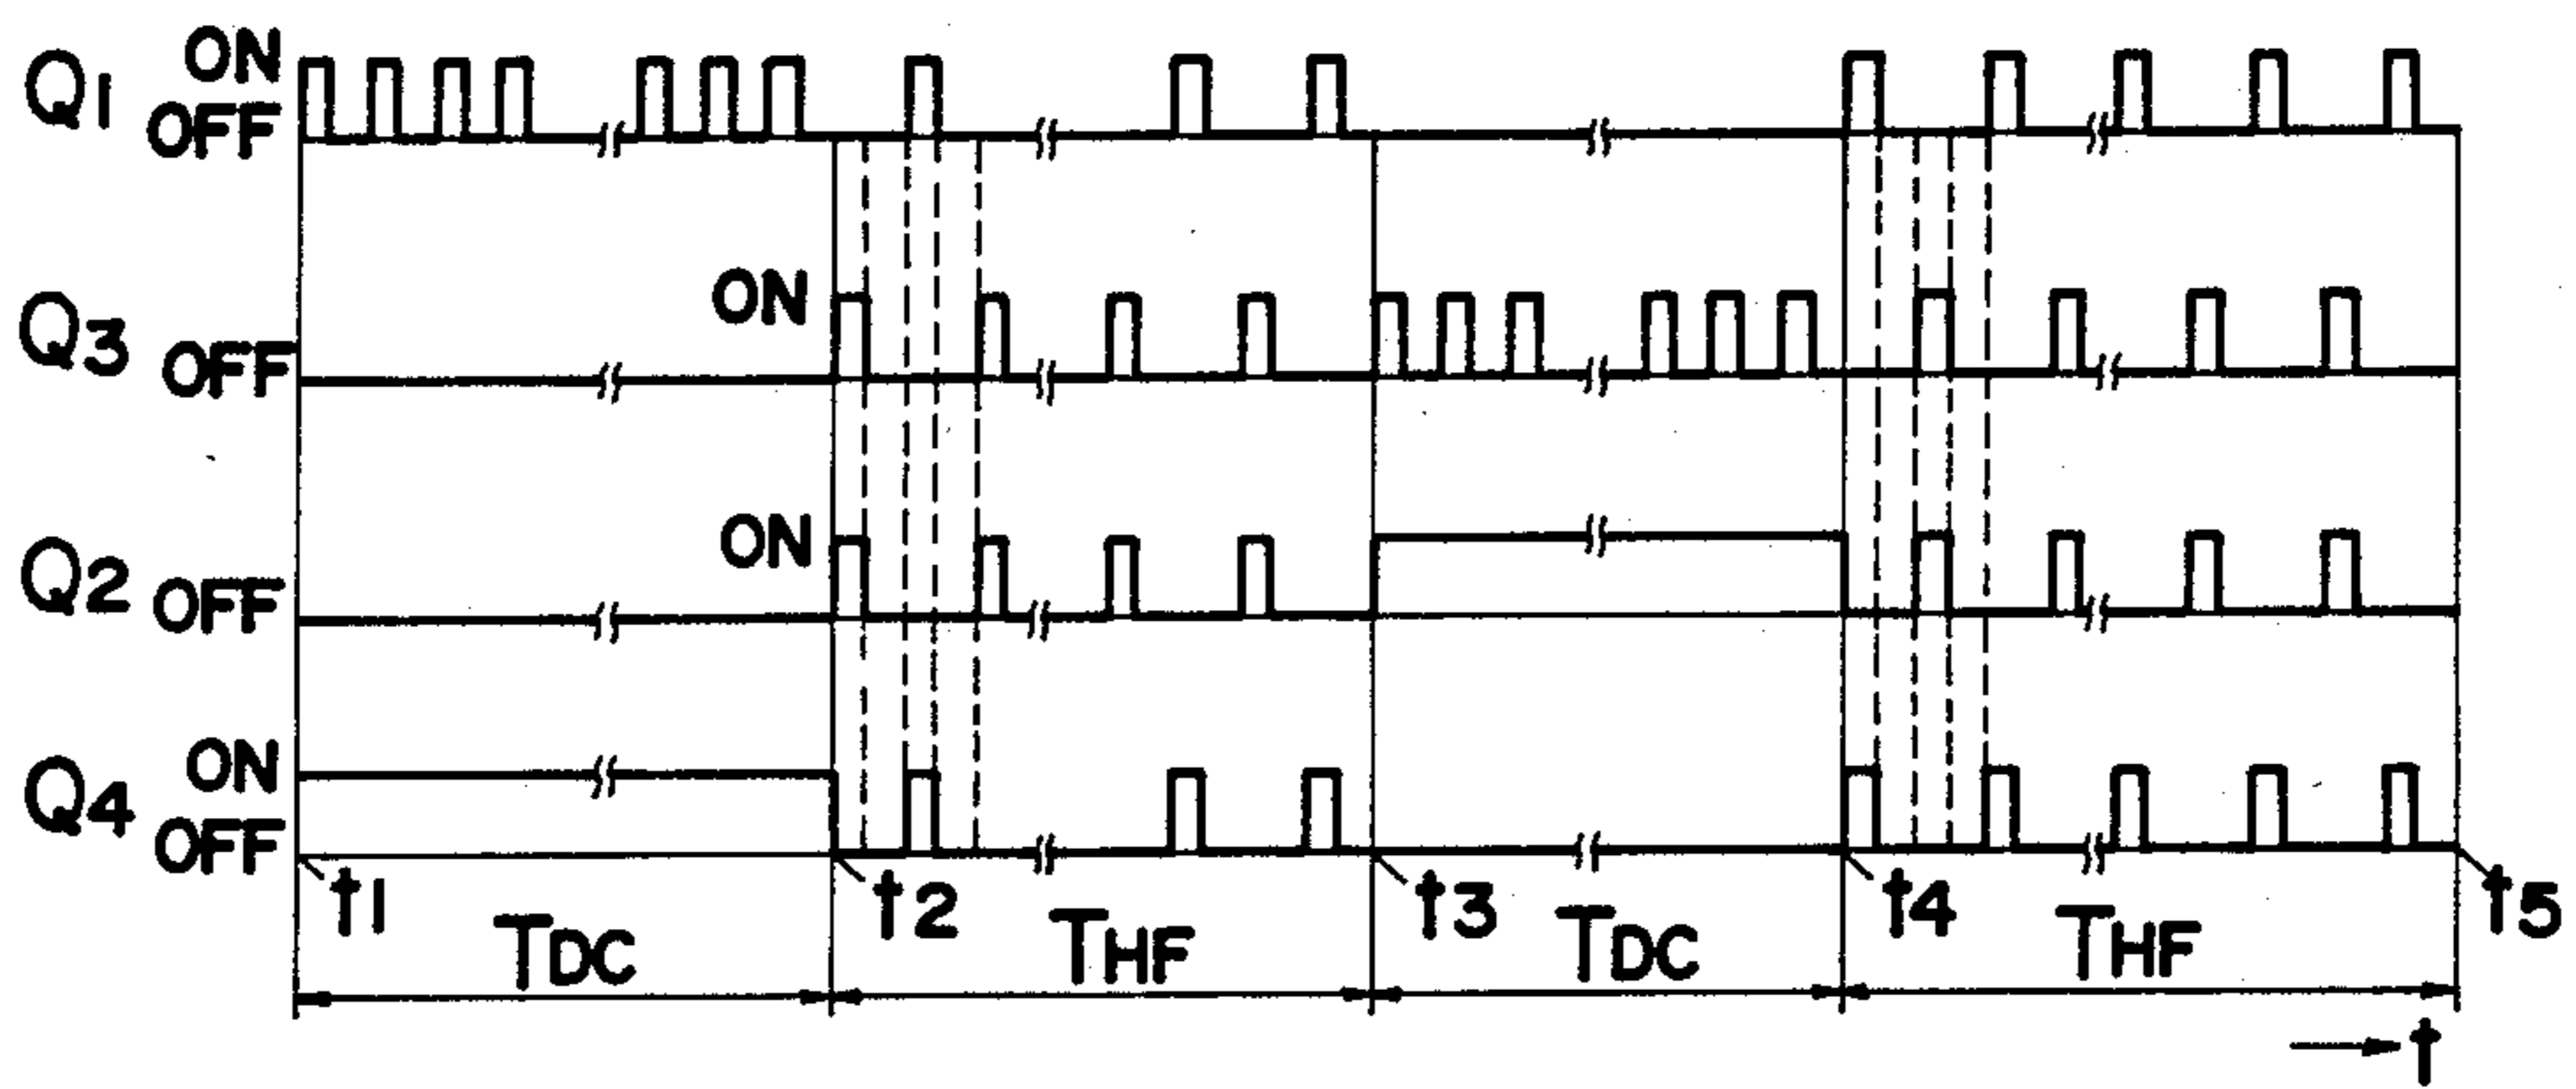 Q1 ON
OFF
Q3 ON
OFF
Q2 ON
OFF
Q4 ON
OFF
t1 t2 t3 t4 t5
TDC THF TDC THF
t